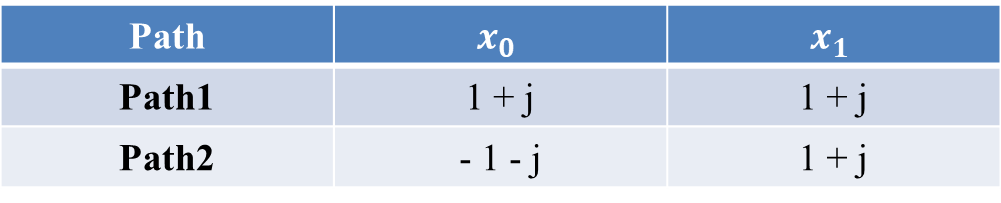 Path x₀ x₁
Path1 1 + j 1 + j
Path2 - 1 - j 1 + j